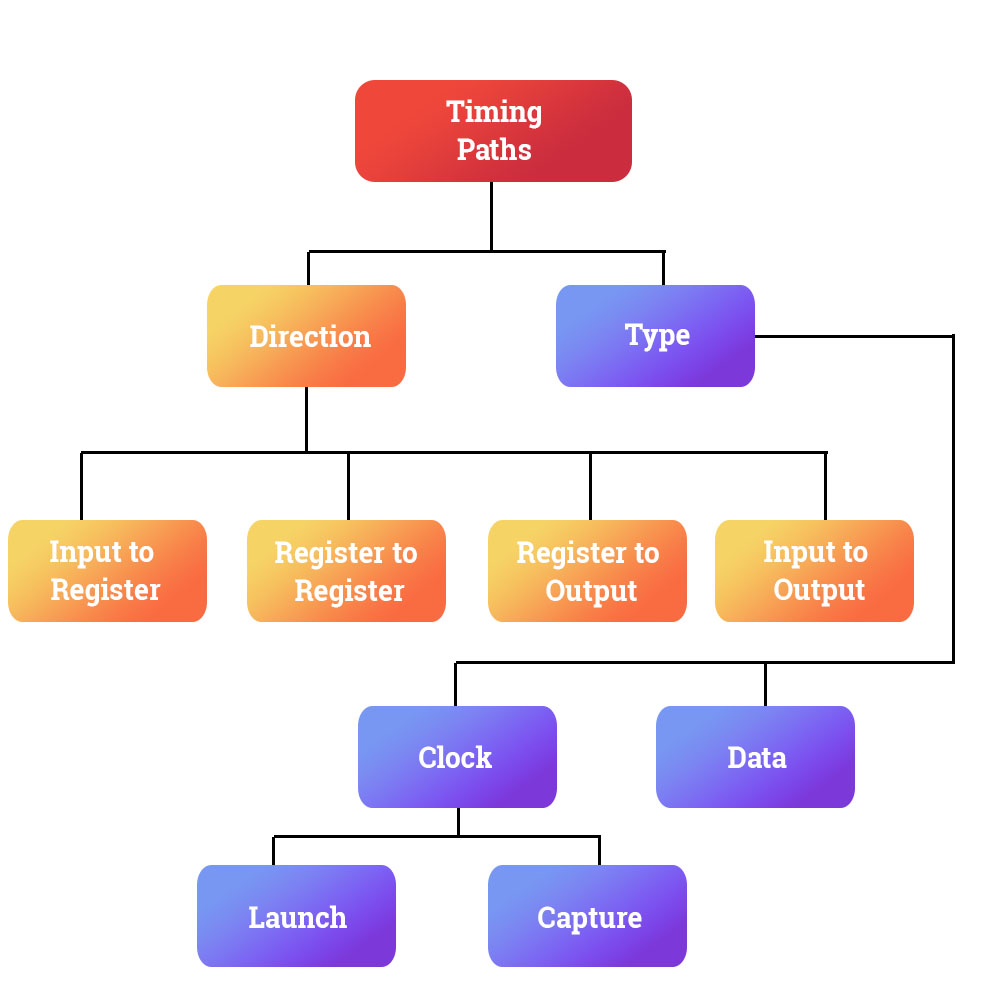 Timing
Paths
Direction
Type
Input to
Register
Register to
Register
Register to
Output
Input to
Output
Clock
Data
Launch
Capture